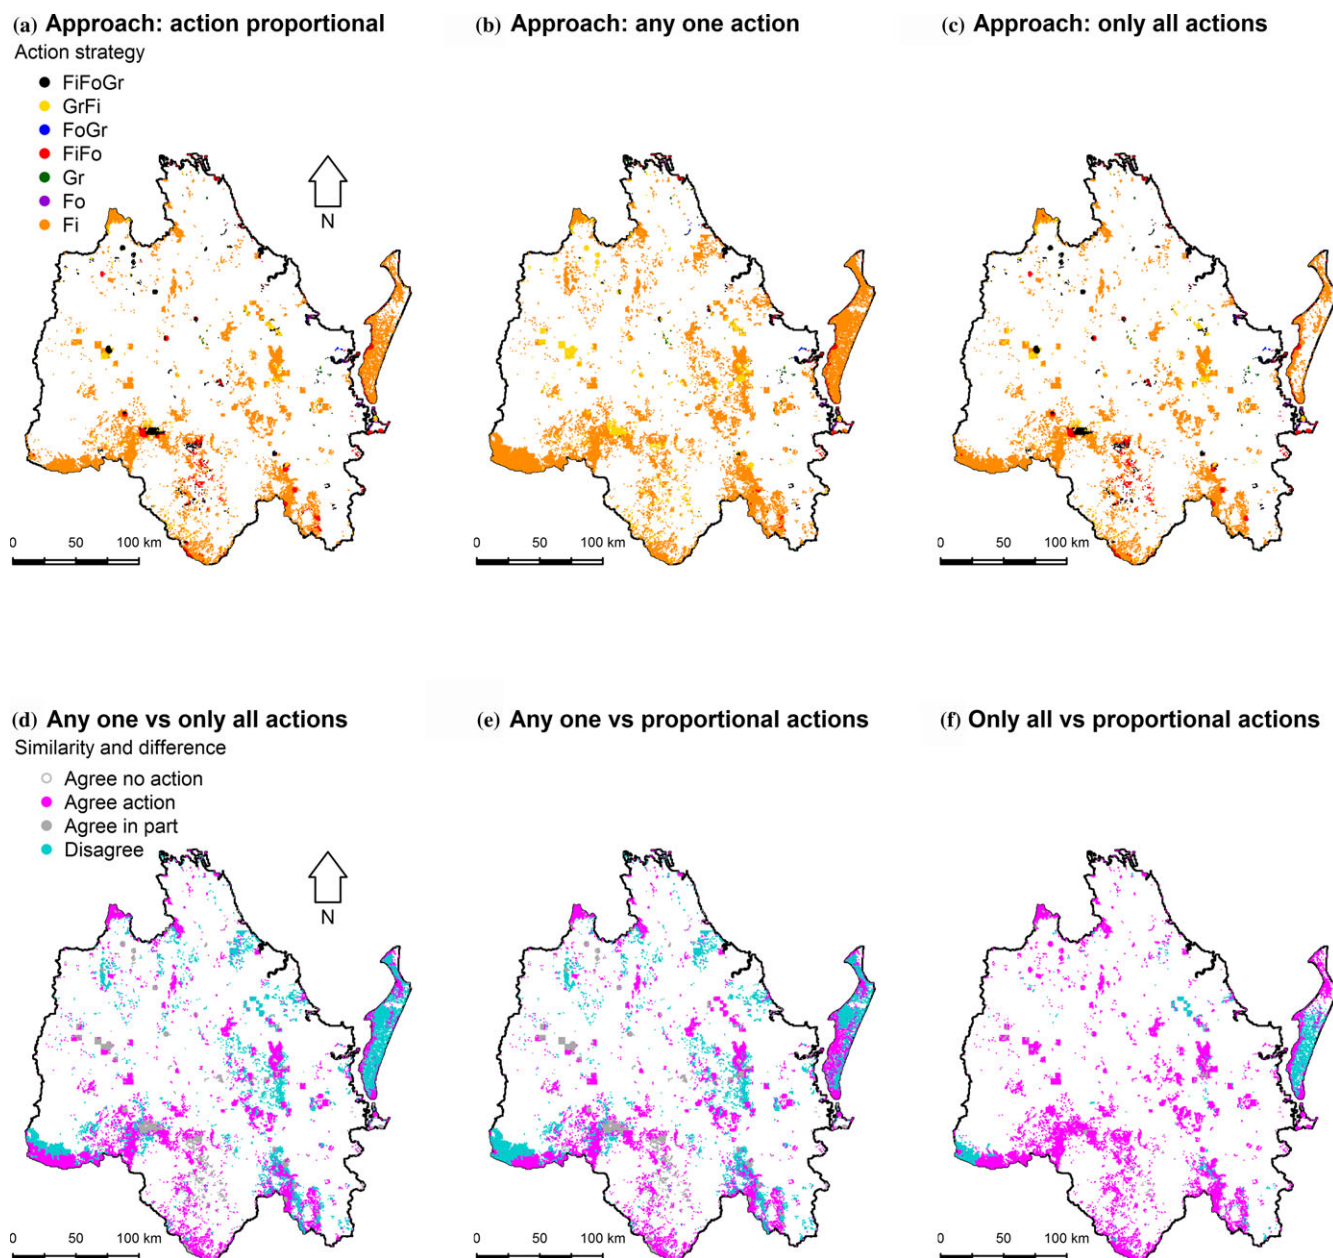 (a) Approach: action proportional
Action strategy
FiFoGr
GrFi
FoGr
FiFo
Gr
Fo
Fi
N
0 50 100 km
(b) Approach: any one action
0 50 100 km
(c) Approach: only all actions
0 50 100 km
(d) Any one vs only all actions
Similarity and difference
Agree no action
Agree action
Agree in part
Disagree
N
0 50 100 km
(e) Any one vs proportional actions
0 50 100 km
(f) Only all vs proportional actions
0 50 100 km